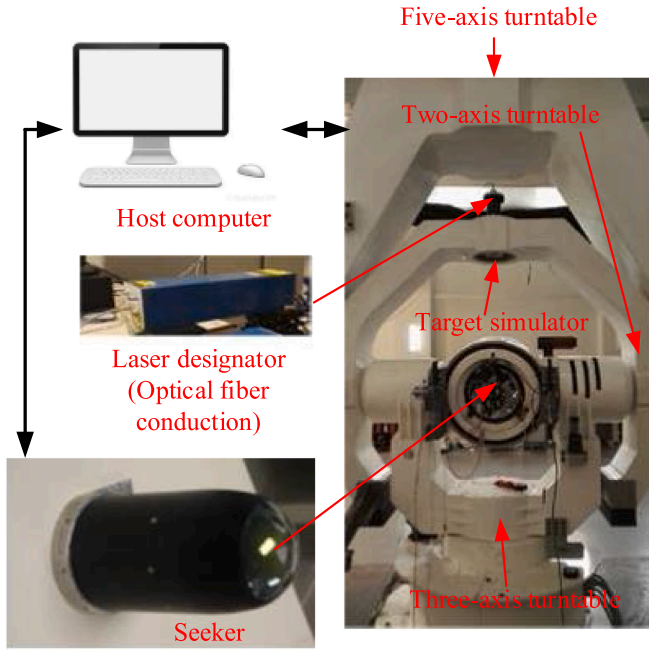 Five-axis turntable
Two-axis turntable
Host computer
Target simulator
Laser designator
(Optical fiber
conduction)
Three-axis turntable
Seeker